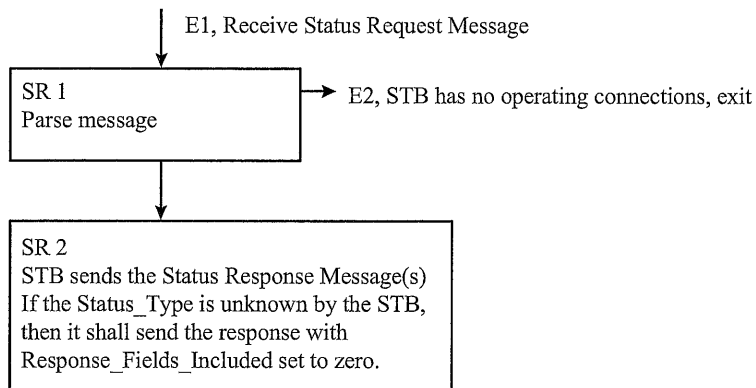 E1, Receive Status Request Message
SR 1
Parse message
E2, STB has no operating connections, exit
SR 2
STB sends the Status Response Message(s)
If the Status_Type is unknown by the STB,
then it shall send the response with
Response_Fields_Included set to zero.